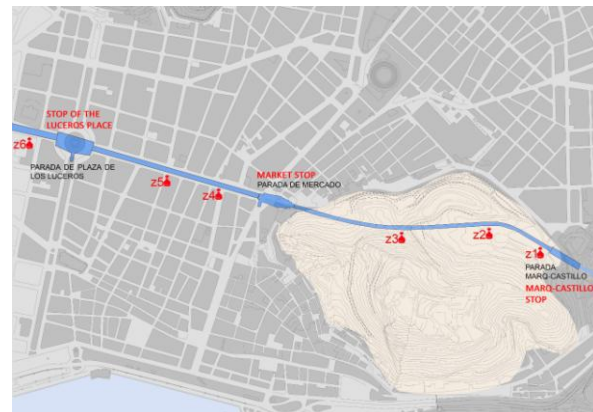 STOP OF THE
LUCEROS PLACE
z6
PARADA DE PLAZA DE
LOS LUCEROS
z5
z4
MARKET STOP
PARADA DE MERCADO
z3
z2
z1
PARADA
MARQ-CASTILLO
MARQ-CASTILLO
STOP